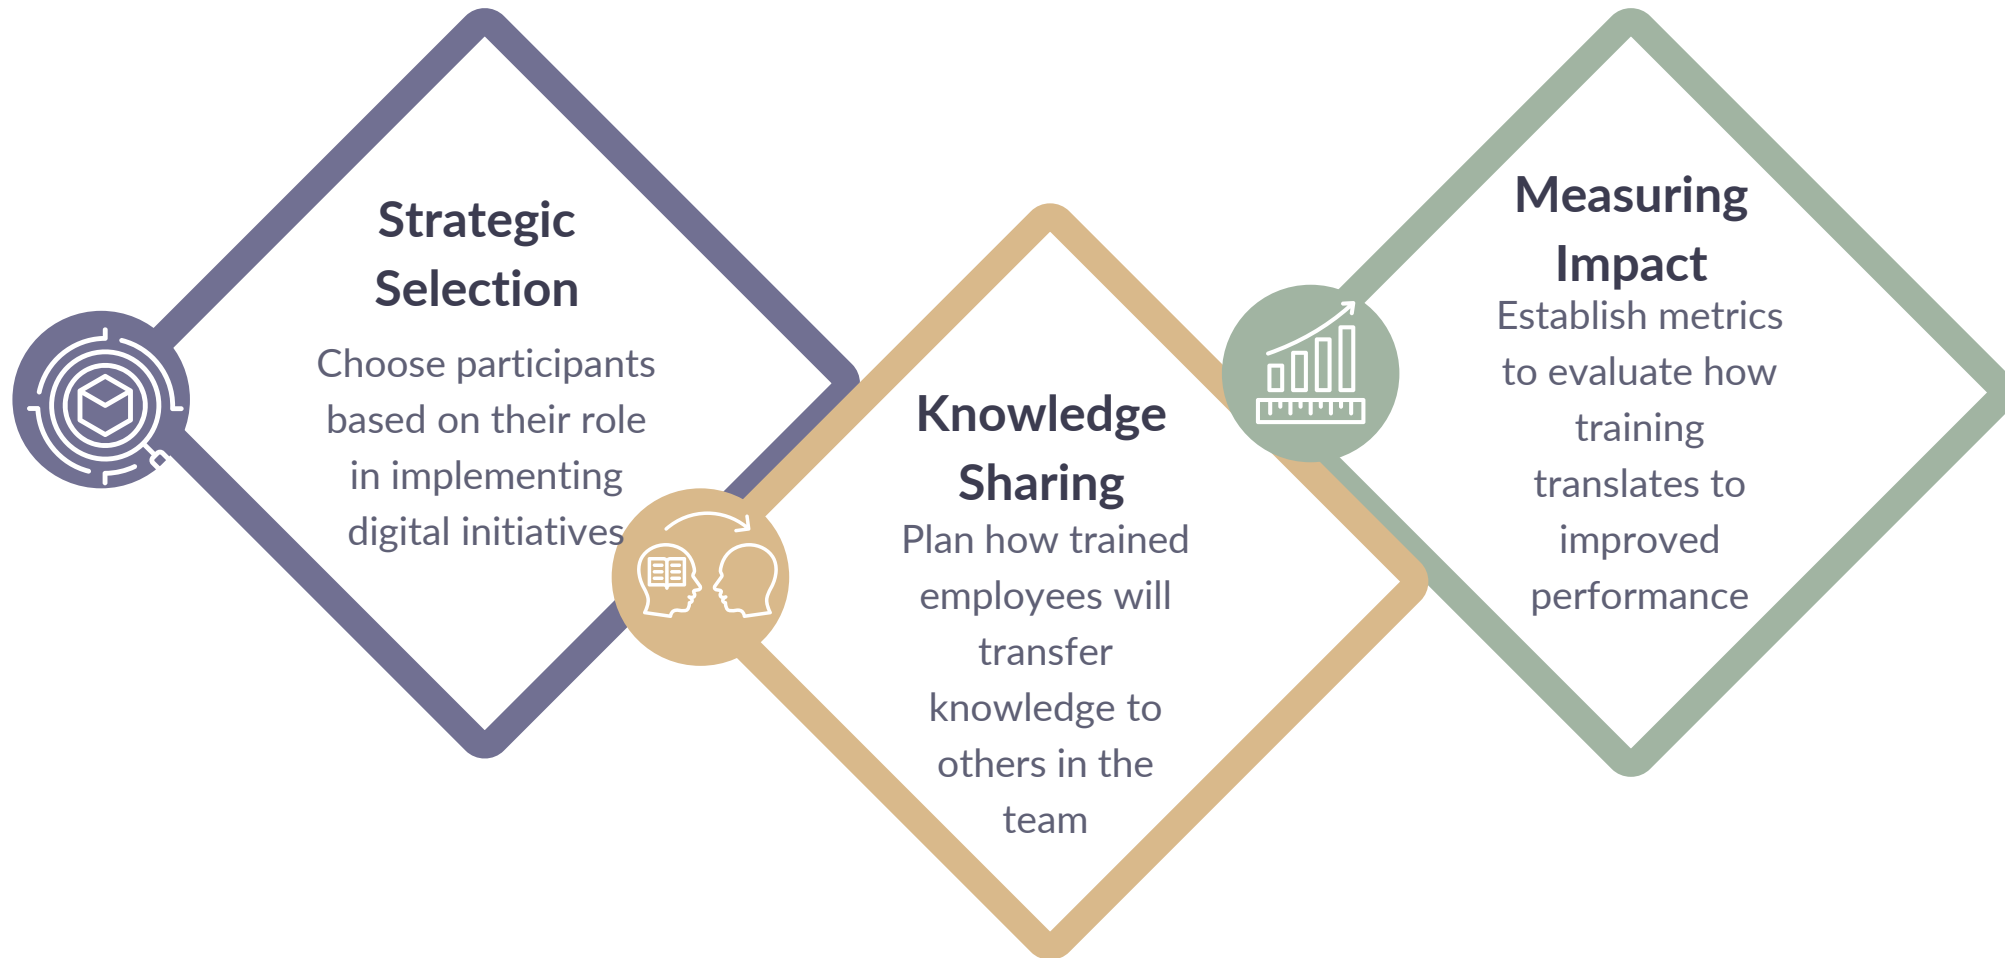 Strategic
Selection
Choose participants
based on their role
in implementing
digital initiatives
Knowledge
Sharing
Plan how trained
employees will
transfer
knowledge to
others in the
team
Measuring
Impact
Establish metrics
to evaluate how
training
translates to
improved
performance